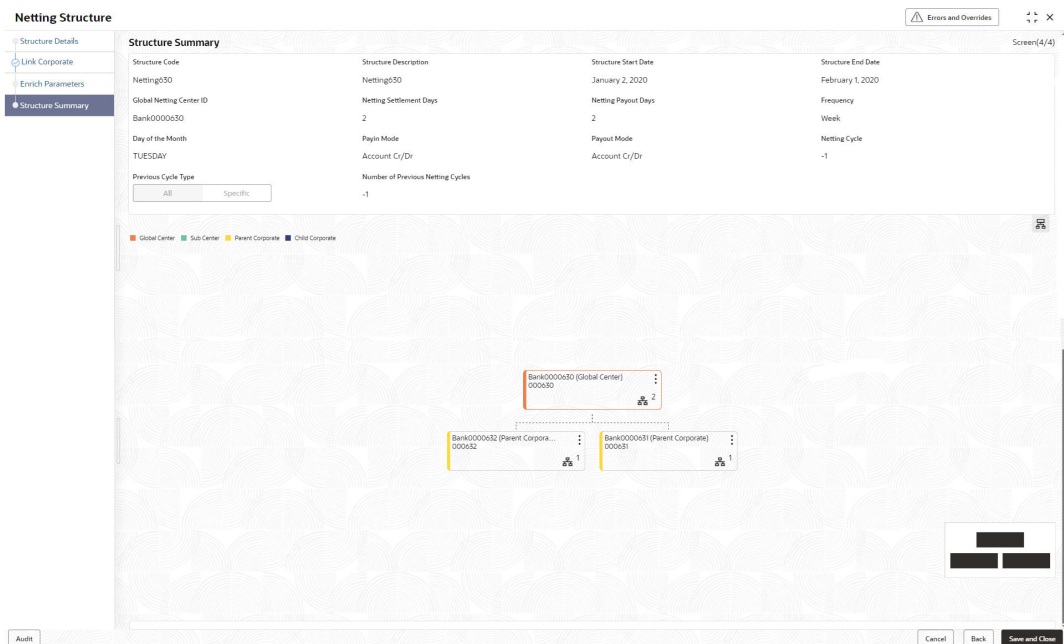 Netting Structure
Errors and Overrides
Structure Details
Link Corporate
Enrich Parameters
Structure Summary
Structure Summary
Screen(4/4)
Structure Code
Structure Description
Structure Start Date
Structure End Date
Netting630
Netting630
January 2, 2020
February 1, 2020
Global Netting Center ID
Netting Settlement Days
Netting Payout Days
Frequency
Bank0000630
2
2
Week
Day of the Month
Payin Mode
Payout Mode
Netting Cycle
TUESDAY
Account Cr/Dr
Account Cr/Dr
-1
Previous Cycle Type
Number of Previous Netting Cycles
All
Specific
-1
Global Center
Sub Center
Parent Corporate
Child Corporate
Bank0000630 (Global Center)
000630
2
Bank0000632 (Parent Corpora...
000632
1
Bank0000631 (Parent Corporate)
000631
1
Audit
Cancel
Back
Save and Close